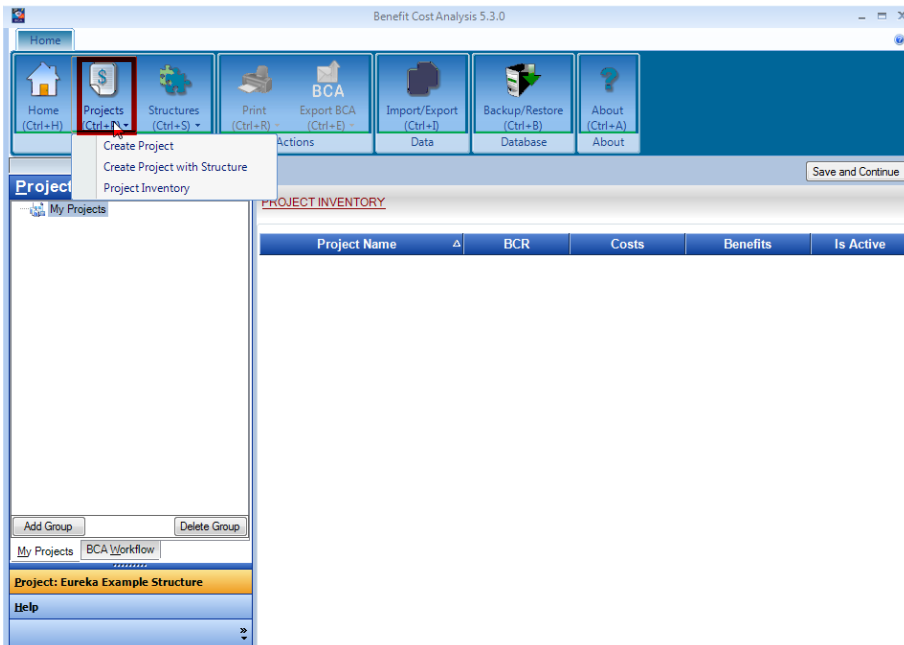 Benefit Cost Analysis 5.3.0
Home
Home
(Ctrl+H)
Projects
Structures
(Ctrl+S)
Print
(Ctrl+R)
BCA
Export BCA
(Ctrl+E)
Import/Export
(Ctrl+I)
Backup/Restore
(Ctrl+B)
About
(Ctrl+A)
Data
Database
About
Create Project
Create Project with Structure
Project Inventory
Save and Continue
My Projects
PROJECT INVENTORY
Project Name BCR Costs Benefits Is Active
Add Group Delete Group
My Projects BCA Workflow
Project: Eureka Example Structure
Help